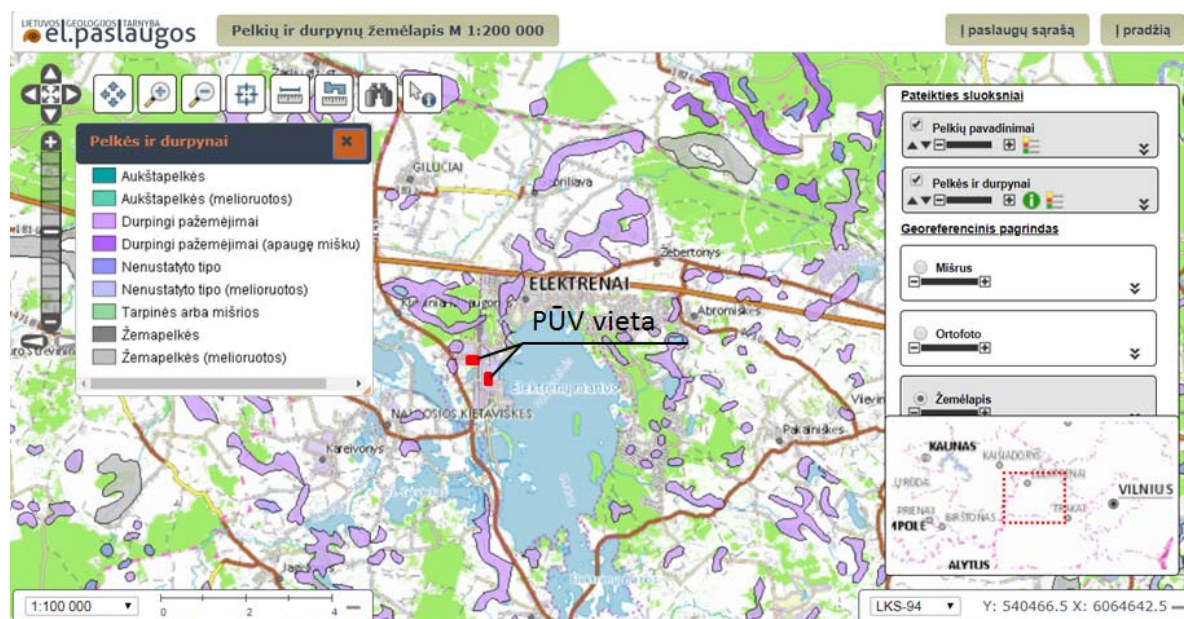 LIETUVOS GEOLOGIJOS TARNYBA
el.paslaugos
Pelkių ir durpynų žemėlapis M 1:200 000
Į paslaugų sąrašą
Į pradžią
Pelkės ir durpynai
Aukštapelkės
Aukštapelkės (melioruotos)
Durpingi pažemėjimai
Durpingi pažemėjimai (apaugę mišku)
Nenustatyto tipo
Nenustatyto tipo (melioruotos)
Tarpinės arba mišrios
Žemapelkės
Žemapelkės (melioruotos)
GILUČIAI
Žebertonys
ELEKTRĖNAI
Abromiškės
PŪV vieta
Elektrėnų marios
KIETAVIŠKĖS
Kareivonys
Pakalniškės
Pateikties sluoksniai
Pelkių pavadinimai
Pelkės ir durpynai
Georeferencinis pagrindas
Mišrus
Ortofoto
Žemėlapis
KAUNAS
KAIŠIADORYS
VILNIUS
PRIENAI
BIRŠTONAS
TRAKAI
ALYTUS
1:100 000
0 2 4
LKS-94
Y: 540466.5 X: 6064642.5